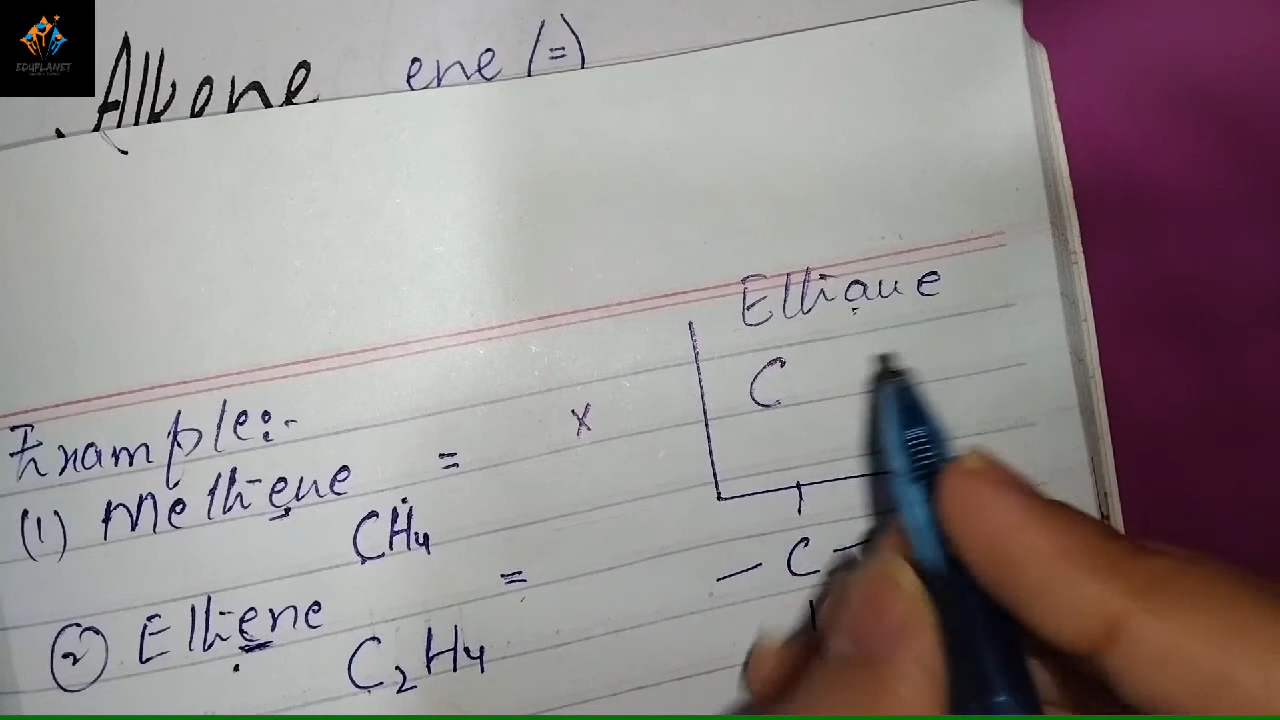 EDUPLANET
Alkene ene (=)
Ethane
C
Example:-
(1) Methene = x
CH4
- C -
(2) Ethene =
C2H4